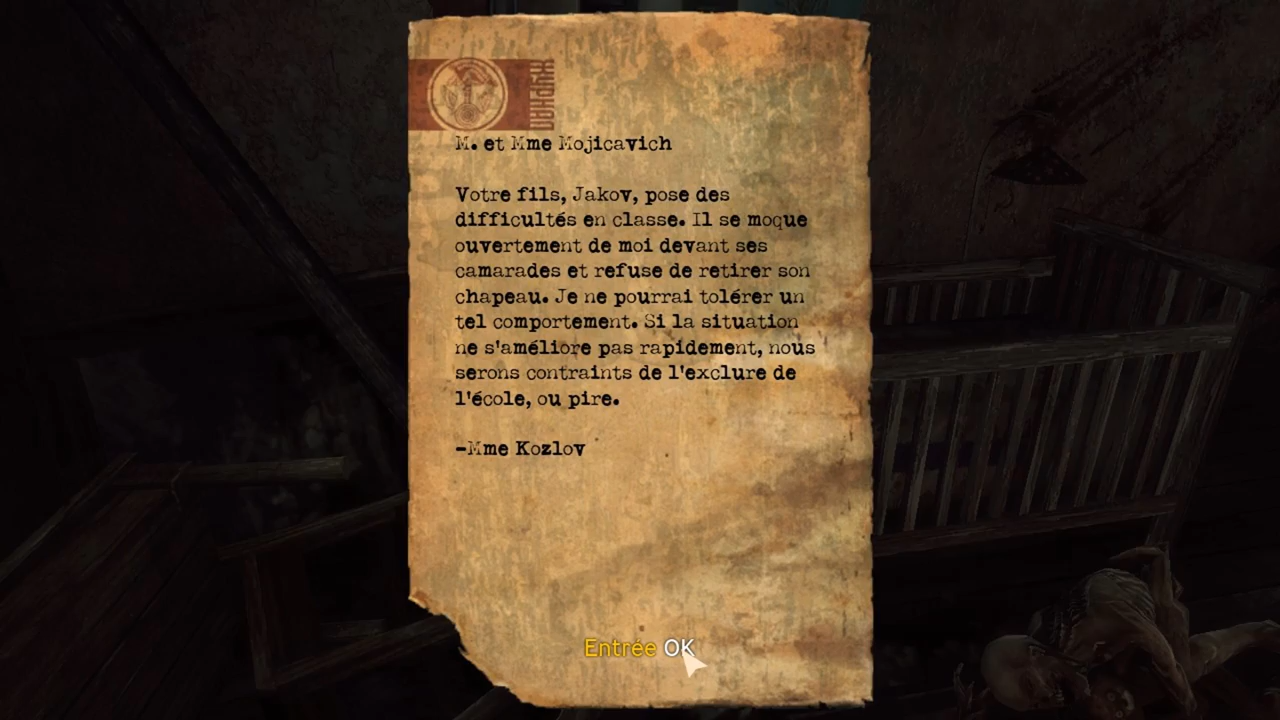 M. et Mme Mojicavich
Votre fils, Jakov, pose des
difficultés en classe. Il se moque
ouvertement de moi devant ses
camarades et refuse de retirer son
chapeau. Je ne pourrai tolérer un
tel comportement. Si la situation
ne s'améliore pas rapidement, nous
serons contraints de l'exclure de
l'école, ou pire.
-Mme Kozlov
Entrée OK